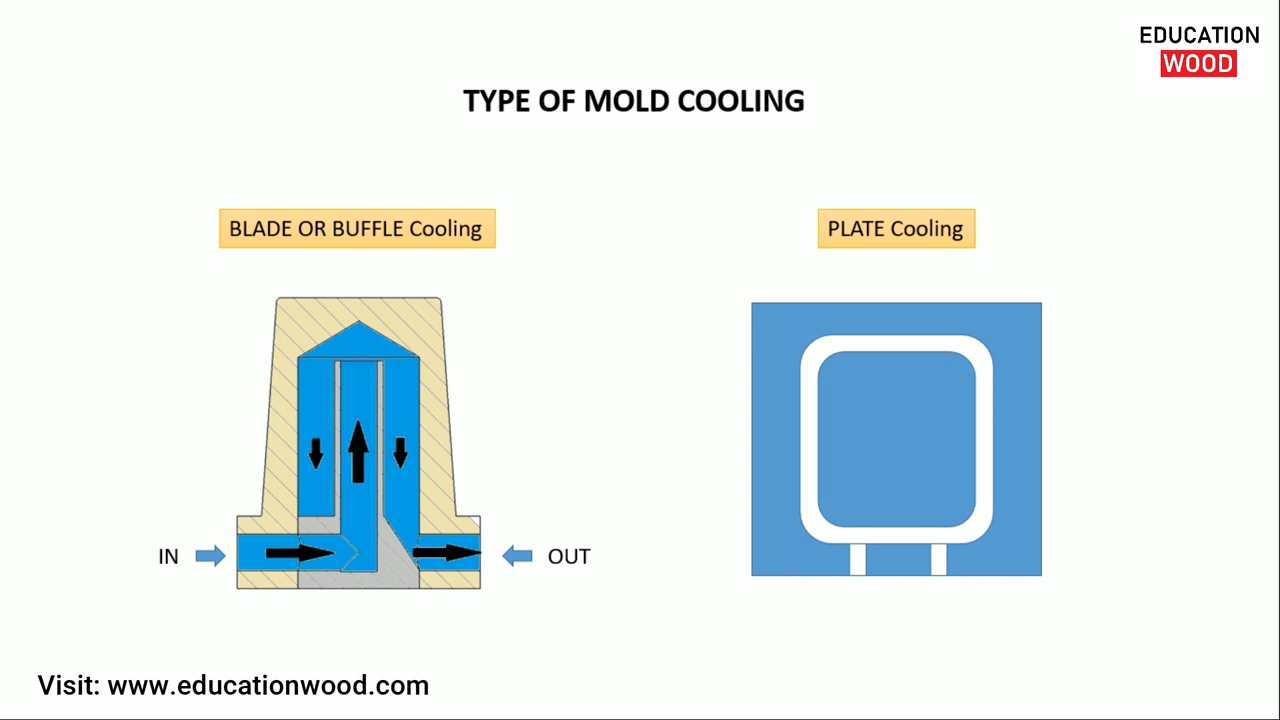 EDUCATION
WOOD
TYPE OF MOLD COOLING
BLADE OR BUFFLE Cooling
PLATE Cooling
IN
OUT
Visit: www.educationwood.com